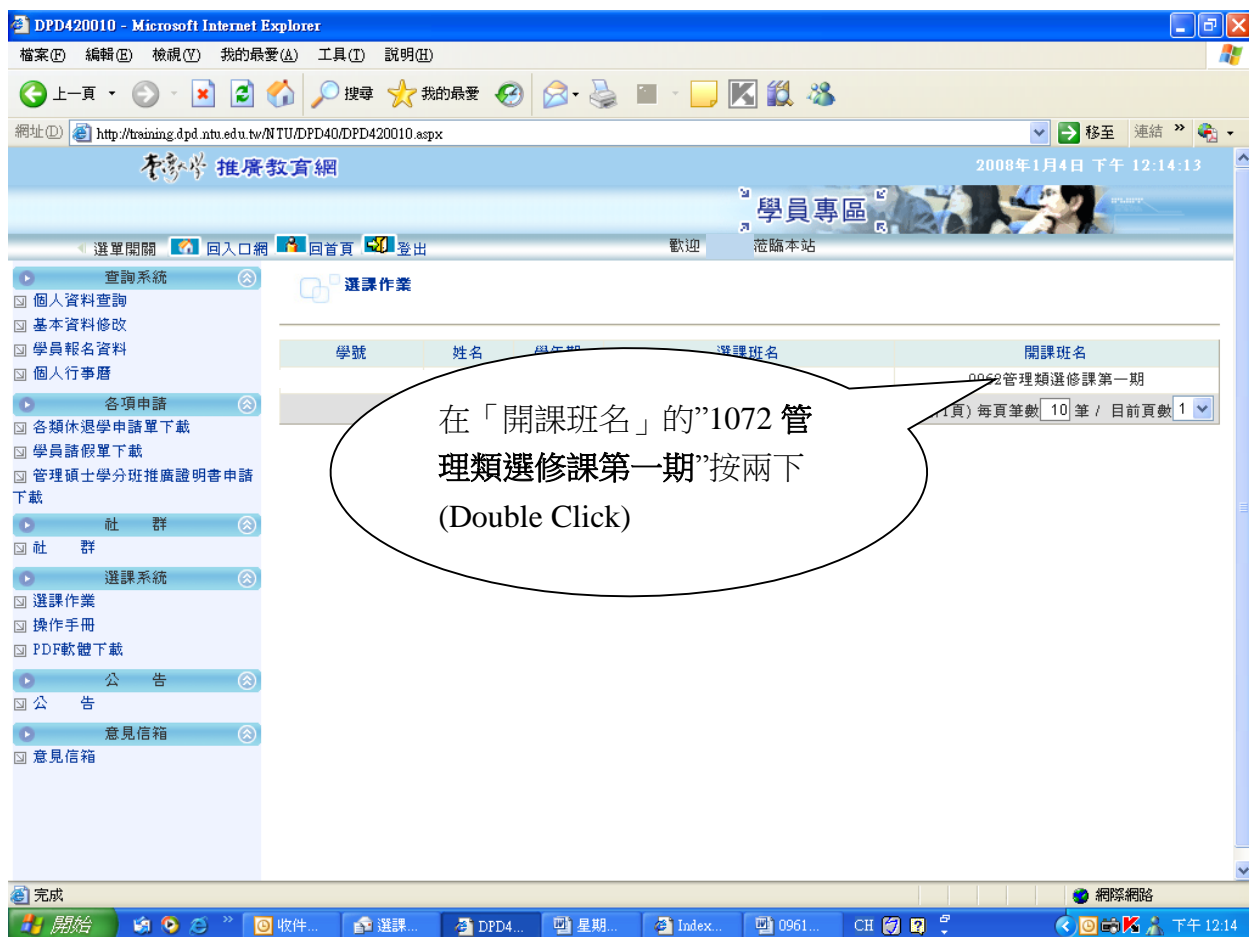 DPD420010 - Microsoft Internet Explorer
檔案(F) 編輯(E) 檢視(V) 我的最愛(A) 工具(T) 說明(H)
上一頁 搜尋 我的最愛
網址(D) http://training.dpd.ntu.edu.tw/NTU/DPD40/DPD420010.aspx 移至 連結 »
臺灣大學 推廣教育網 2008年1月4日 下午 12:14:13
學員專區
選單開關 回入口網 回首頁 登出 歡迎 蒞臨本站
查詢系統
個人資料查詢
基本資料修改
學員報名資料
個人行事曆
各項申請
各類休退學申請單下載
學員請假單下載
管理碩士學分班推廣證明書申請
下載
社 群
社 群
選課系統
選課作業
操作手冊
PDF軟體下載
公 告
公 告
意見信箱
意見信箱
選課作業
學號 姓名 學年期 選課班名 開課班名
0962管理類選修課第一期
1頁) 每頁筆數 10 筆 / 目前頁數 1
在「開課班名」的”1072 管
理類選修課第一期”按兩下
(Double Click)
完成 網際網路
開始 » 收件... 選課... DPD4... 星期... Index... 0961... CH 下午 12:14